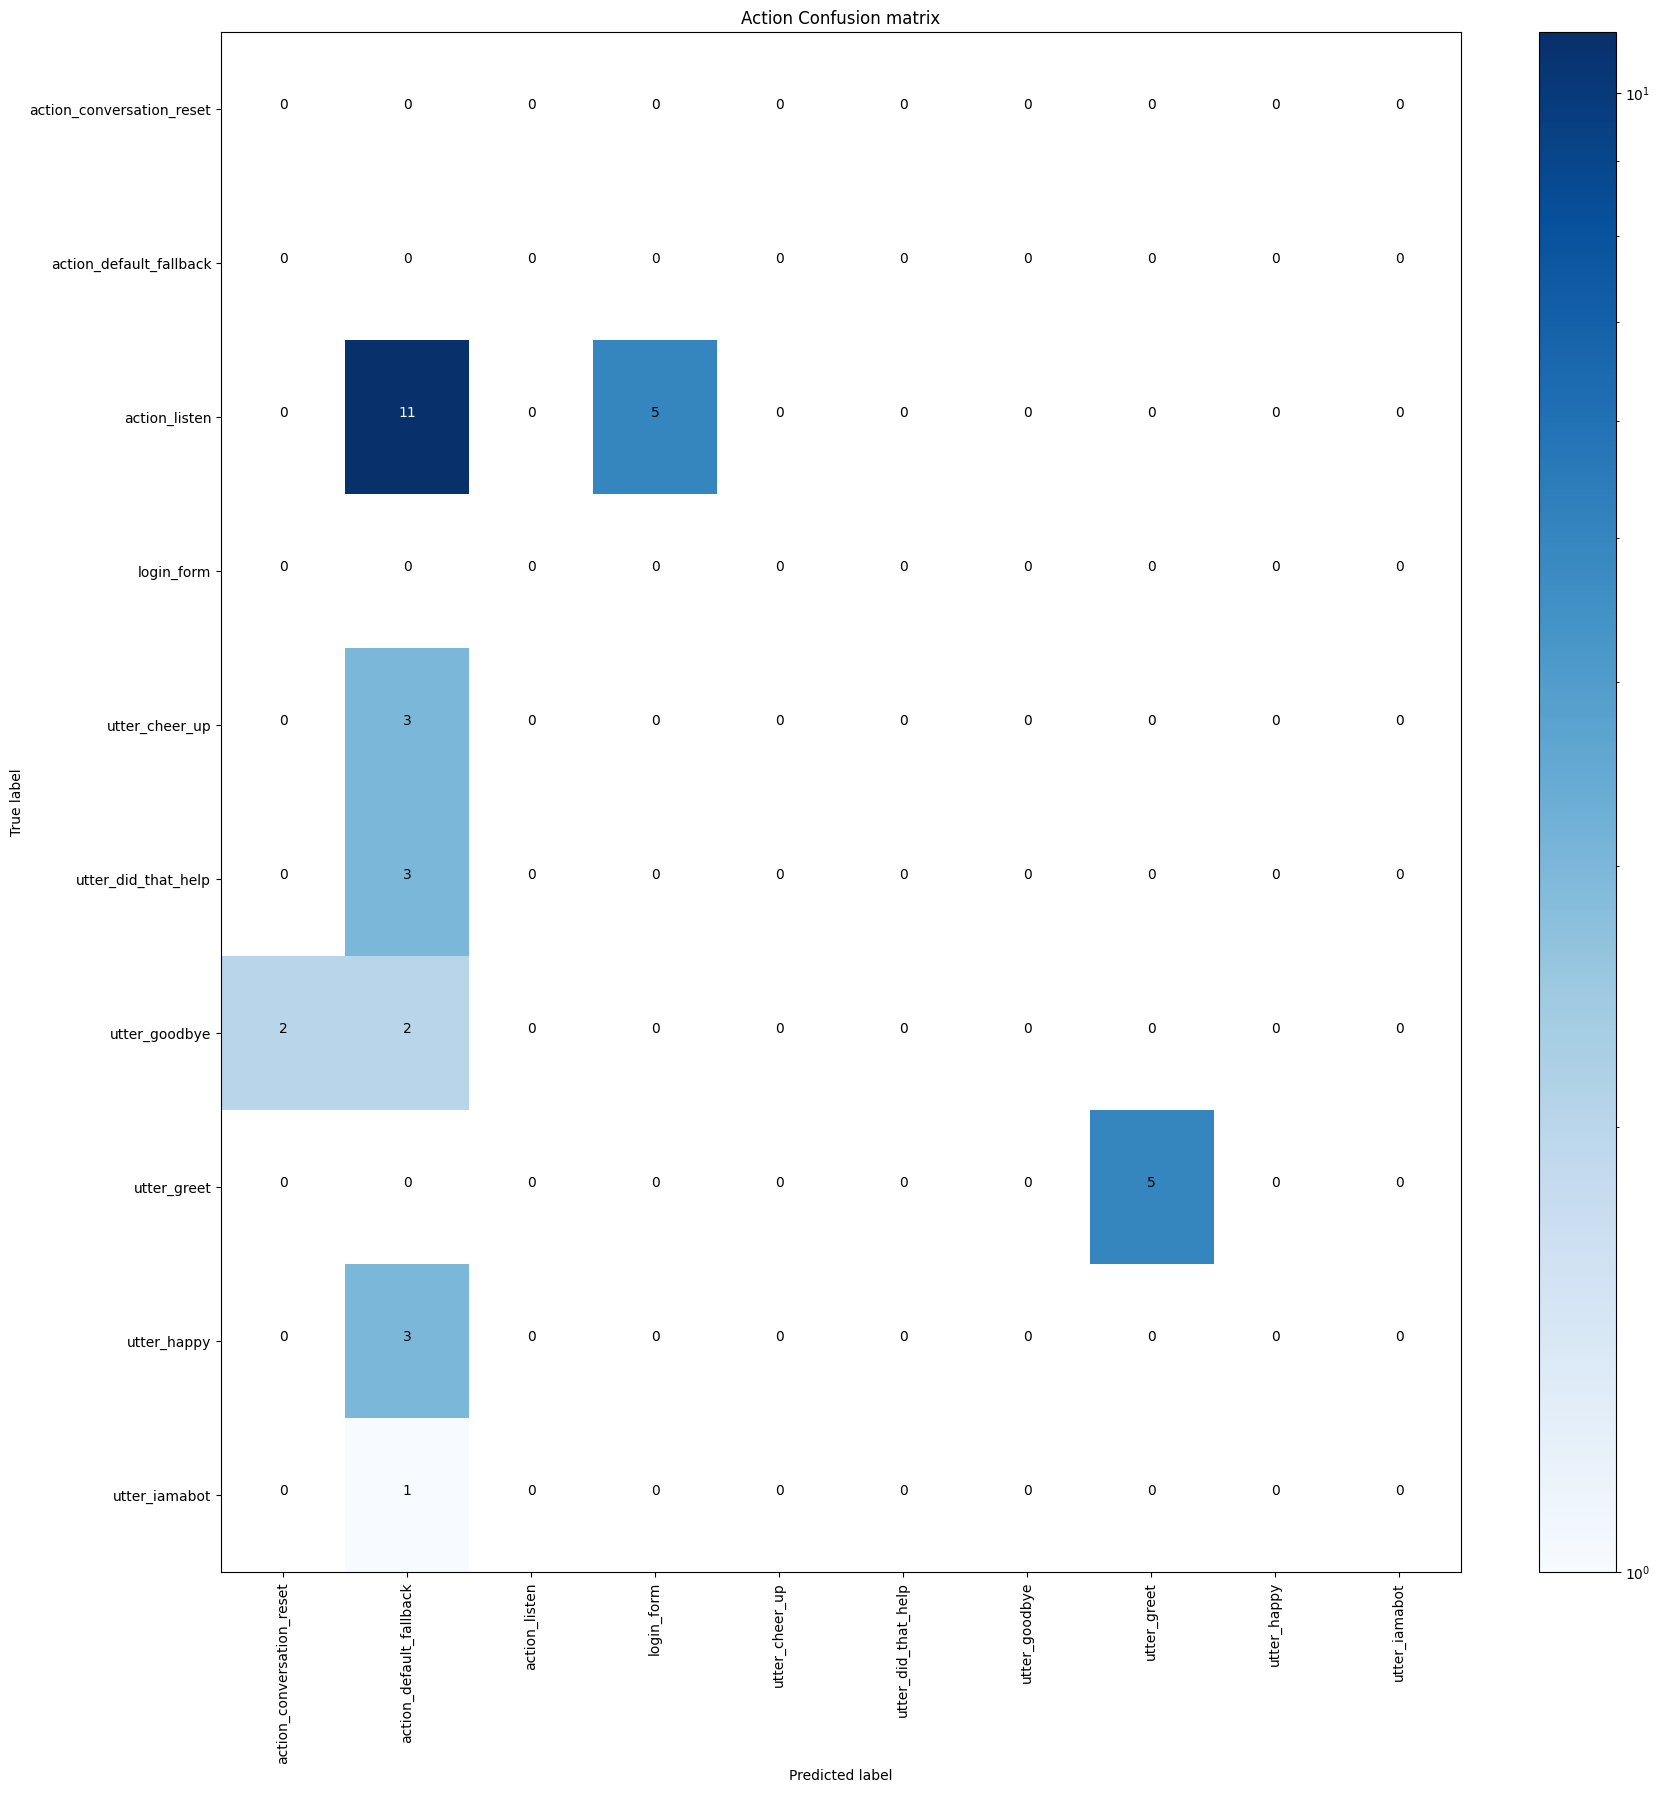 Action Confusion matrix
action_conversation_reset 0 0 0 0 0 0 0 0 0 0
action_default_fallback 0 0 0 0 0 0 0 0 0 0
action_listen 0 11 0 5 0 0 0 0 0 0
login_form 0 0 0 0 0 0 0 0 0 0
utter_cheer_up 0 3 0 0 0 0 0 0 0 0
utter_did_that_help 0 3 0 0 0 0 0 0 0 0
utter_goodbye 2 2 0 0 0 0 0 0 0 0
utter_greet 0 0 0 0 0 0 0 5 0 0
utter_happy 0 3 0 0 0 0 0 0 0 0
utter_iamabot 0 1 0 0 0 0 0 0 0 0
True label
action_conversation_reset
action_default_fallback
action_listen
login_form
utter_cheer_up
utter_did_that_help
utter_goodbye
utter_greet
utter_happy
utter_iamabot
Predicted label
10¹
10⁰